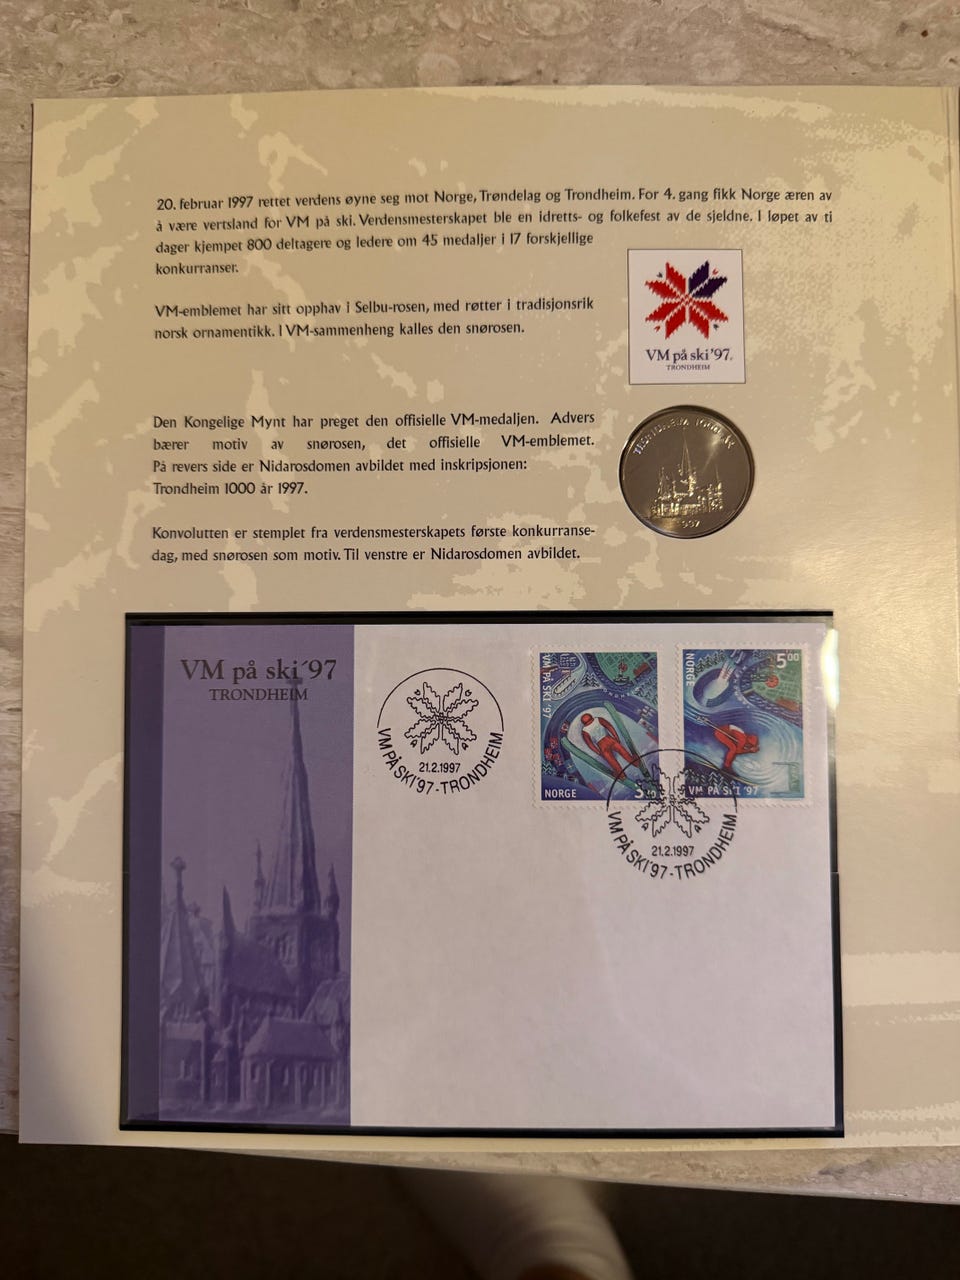 20. februar 1997 rettet verdens øyne seg mot Norge, Trøndelag og Trondheim. For 4. gang fikk Norge æren av
å være vertsland for VM på ski. Verdensmesterskapet ble en idretts- og folkefest av de sjeldne. I løpet av ti
dager kjempet 800 deltagere og ledere om 45 medaljer i 17 forskjellige
konkurranser.
VM-emblemet har sitt opphav i Selbu-rosen, med røtter i tradisjonsrik
norsk ornamentikk. I VM-sammenheng kalles den snørosen.
VM på ski '97.
TRONDHEIM
Den Kongelige Mynt har preget den offisielle VM-medaljen. Advers
bærer motiv av snørosen, det offisielle VM-emblemet.
På revers side er Nidarosdomen avbildet med inskripsjonen:
Trondheim 1000 år 1997.
TRONDHEIM 1000 ÅR
1997
Konvolutten er stemplet fra verdensmesterskapets første konkurranse-
dag, med snørosen som motiv. Til venstre er Nidarosdomen avbildet.
VM på ski ´97
TRONDHEIM
21.2.1997
VM PÅ SKI '97 - TRONDHEIM
VM PÅ SKI '97
NORGE
NORGE
5⁰⁰
VM PÅ SKI '97
21.2.1997
VM PÅ SKI '97 - TRONDHEIM